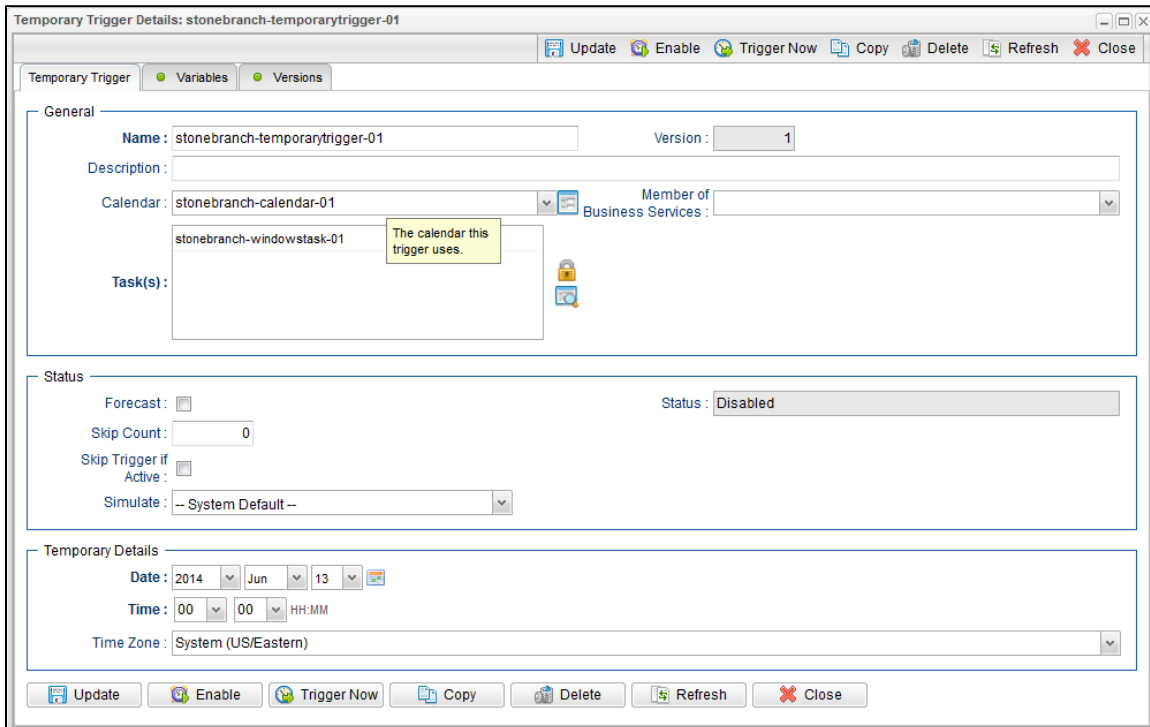 Temporary Trigger Details: stonebranch-temporarytrigger-01
Update Enable Trigger Now Copy Delete Refresh Close
Temporary Trigger Variables Versions
General
Name : stonebranch-temporarytrigger-01 Version : 1
Description :
Calendar : stonebranch-calendar-01 Member of
Business Services :
stonebranch-windowstask-01 The calendar this
trigger uses.
Task(s) :
Status
Forecast : Status : Disabled
Skip Count : 0
Skip Trigger if
Active :
Simulate : -- System Default --
Temporary Details
Date : 2014 Jun 13
Time : 00 00 HH:MM
Time Zone : System (US/Eastern)
Update Enable Trigger Now Copy Delete Refresh Close